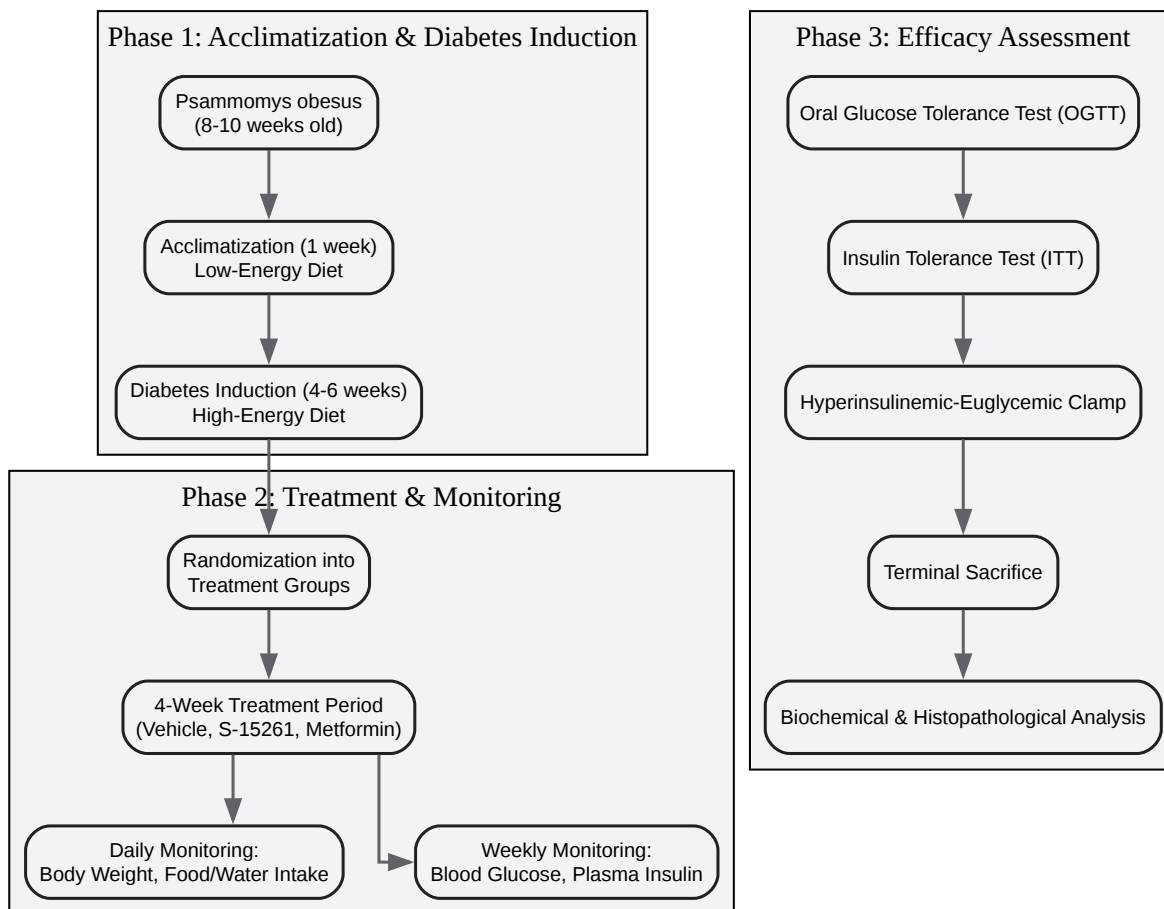 Phase 1: Acclimatization & Diabetes Induction
Psammomys obesus
(8-10 weeks old)
Acclimatization (1 week)
Low-Energy Diet
Diabetes Induction (4-6 weeks)
High-Energy Diet
Phase 2: Treatment & Monitoring
Randomization into
Treatment Groups
4-Week Treatment Period
(Vehicle, S-15261, Metformin)
Daily Monitoring:
Body Weight, Food/Water Intake
Weekly Monitoring:
Blood Glucose, Plasma Insulin
Phase 3: Efficacy Assessment
Oral Glucose Tolerance Test (OGTT)
Insulin Tolerance Test (ITT)
Hyperinsulinemic-Euglycemic Clamp
Terminal Sacrifice
Biochemical & Histopathological Analysis